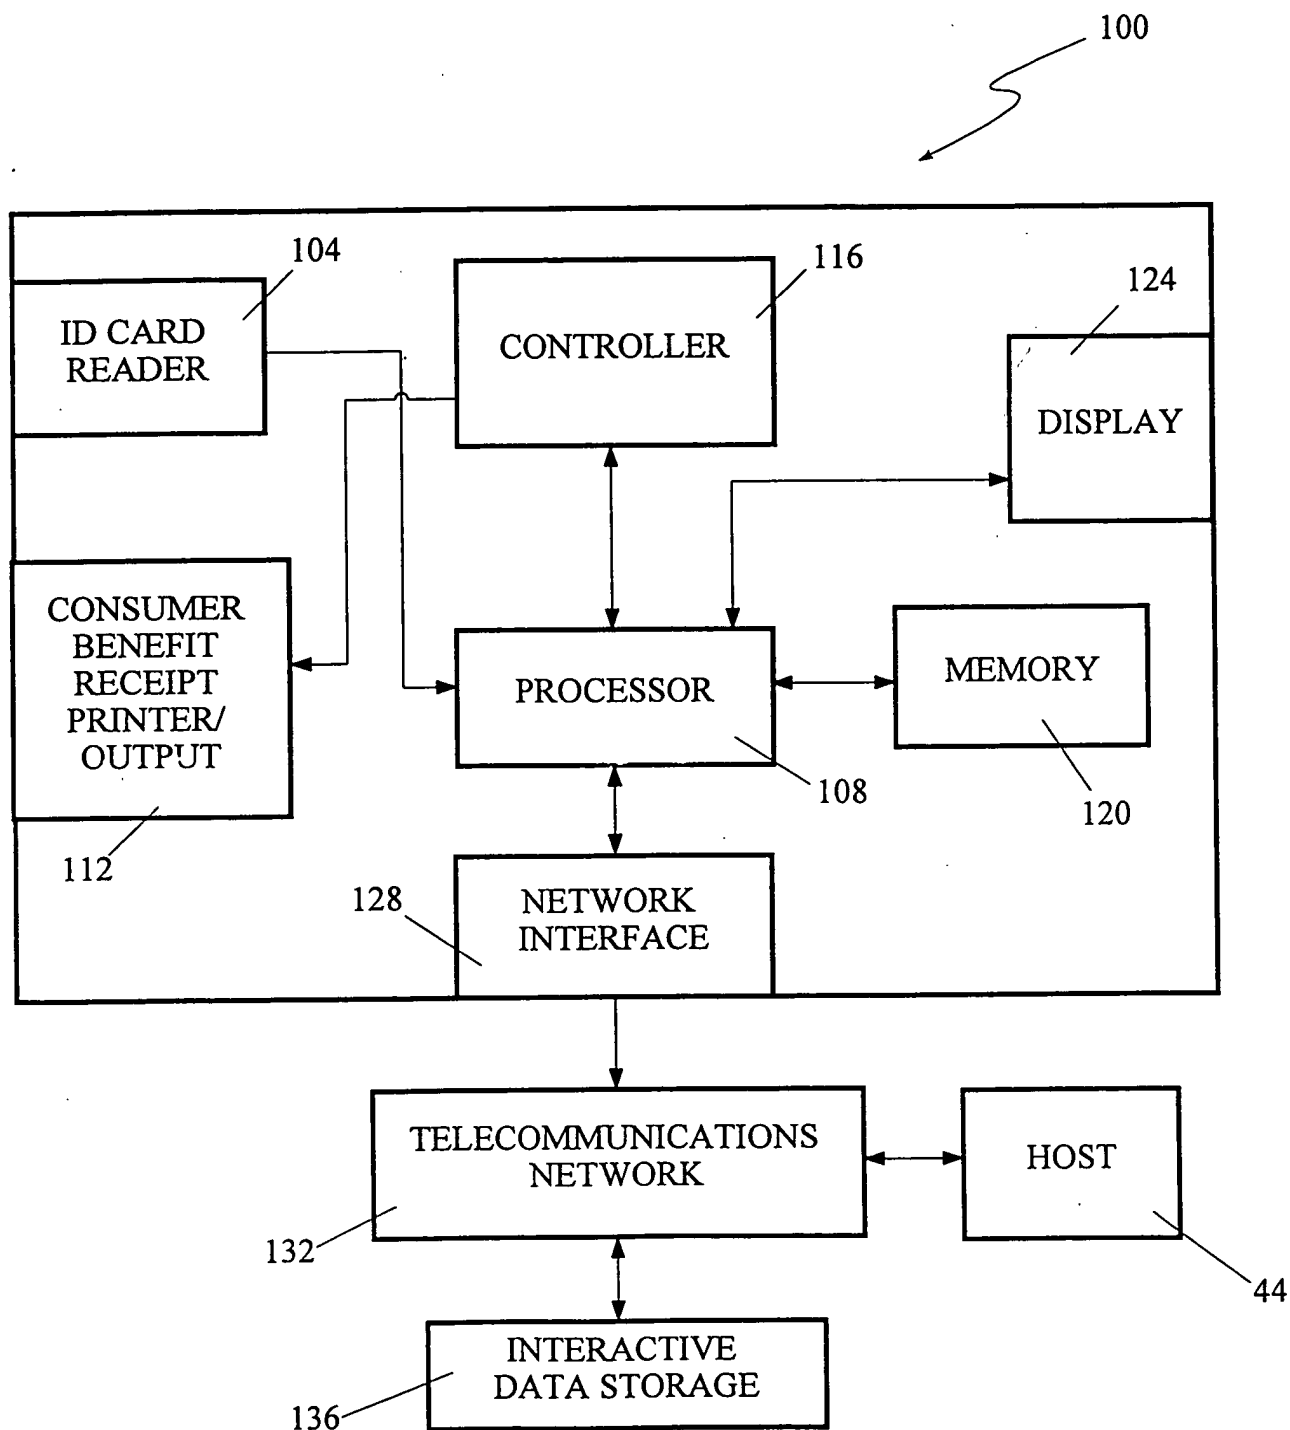 100
104
ID CARD
READER
116
CONTROLLER
124
DISPLAY
CONSUMER
BENEFIT
RECEIPT
PRINTER/
OUTPUT
112
PROCESSOR
108
MEMORY
120
128
NETWORK
INTERFACE
TELECOMMUNICATIONS
NETWORK
132
HOST
44
INTERACTIVE
DATA STORAGE
136